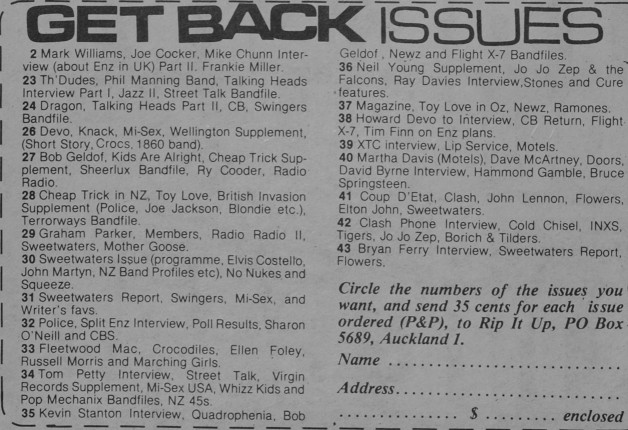 GET BACK ISSUES
2 Mark Williams, Joe Cocker, Mike Chunn Inter-
view (about Enz in UK) Part II. Frankie Miller.
23 Th'Dudes, Phil Manning Band, Talking Heads
Interview Part I, Jazz II, Street Talk Bandfile.
24 Dragon, Talking Heads Part II, CB, Swingers
Bandfile.
26 Devo, Knack, Mi-Sex, Wellington Supplement,
(Short Story, Crocs, 1860 band).
27 Bob Geldof, Kids Are Alright, Cheap Trick Sup-
plement, Sheerlux Bandfile, Ry Cooder, Radio
Radio.
28 Cheap Trick in NZ, Toy Love, British Invasion
Supplement (Police, Joe Jackson, Blondie etc.),
Terrorways Bandfile.
29 Graham Parker, Members, Radio Radio II,
Sweetwaters, Mother Goose.
30 Sweetwaters Issue (programme, Elvis Costello,
John Martyn, NZ Band Profiles etc), No Nukes and
Squeeze.
31 Sweetwaters Report, Swingers, Mi-Sex, and
Writer's favs.
32 Police, Split Enz Interview, Poll Results, Sharon
O'Neill and CBS.
33 Fleetwood Mac, Crocodiles, Ellen Foley,
Russell Morris and Marching Girls.
34 Tom Petty Interview, Street Talk, Virgin
Records Supplement, Mi-Sex USA, Whizz Kids and
Pop Mechanix Bandfiles, NZ 45s.
35 Kevin Stanton Interview, Quadrophenia, Bob
Geldof, Newz and Flight X-7 Bandfiles.
36 Neil Young Supplement, Jo Jo Zep & the
Falcons, Ray Davies Interview,Stones and Cure
features.
37 Magazine, Toy Love in Oz, Newz, Ramones.
38 Howard Devo to Interview, CB Return, Flight
X-7, Tim Finn on Enz plans.
39 XTC interview, Lip Service, Motels.
40 Martha Davis (Motels), Dave McArtney, Doors,
David Byrne Interview, Hammond Gamble, Bruce
Springsteen.
41 Coup D'Etat, Clash, John Lennon, Flowers,
Elton John, Sweetwaters.
42 Clash Phone Interview, Cold Chisel, INXS,
Tigers, Jo Jo Zep, Borich & Tilders.
43 Bryan Ferry Interview, Sweetwaters Report,
Flowers.
Circle the numbers of the issues you
want, and send 35 cents for each issue
ordered (P&P), to Rip It Up, PO Box
5689, Auckland 1.
Name ..............................
Address............................
................ $ ......... enclosed